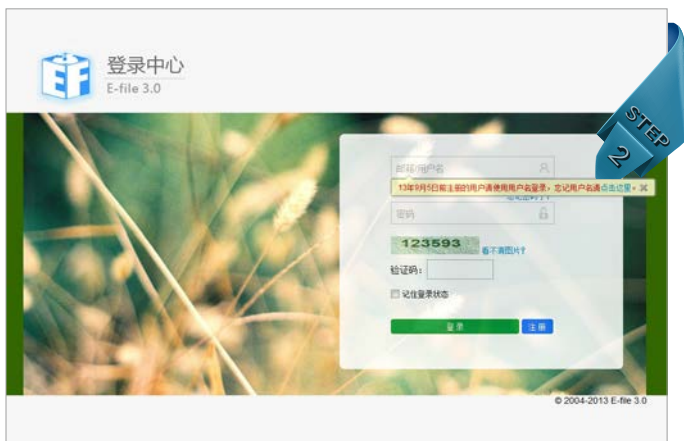 登录中心
E-file 3.0
STEP
2
邮箱/用户名
13年9月5日前注册的用户请使用用户名登录，忘记用户名请点击这里。
密码
123593
看不清图片?
验证码：
记住登录状态
登录
注册
© 2004-2013 E-file 3.0